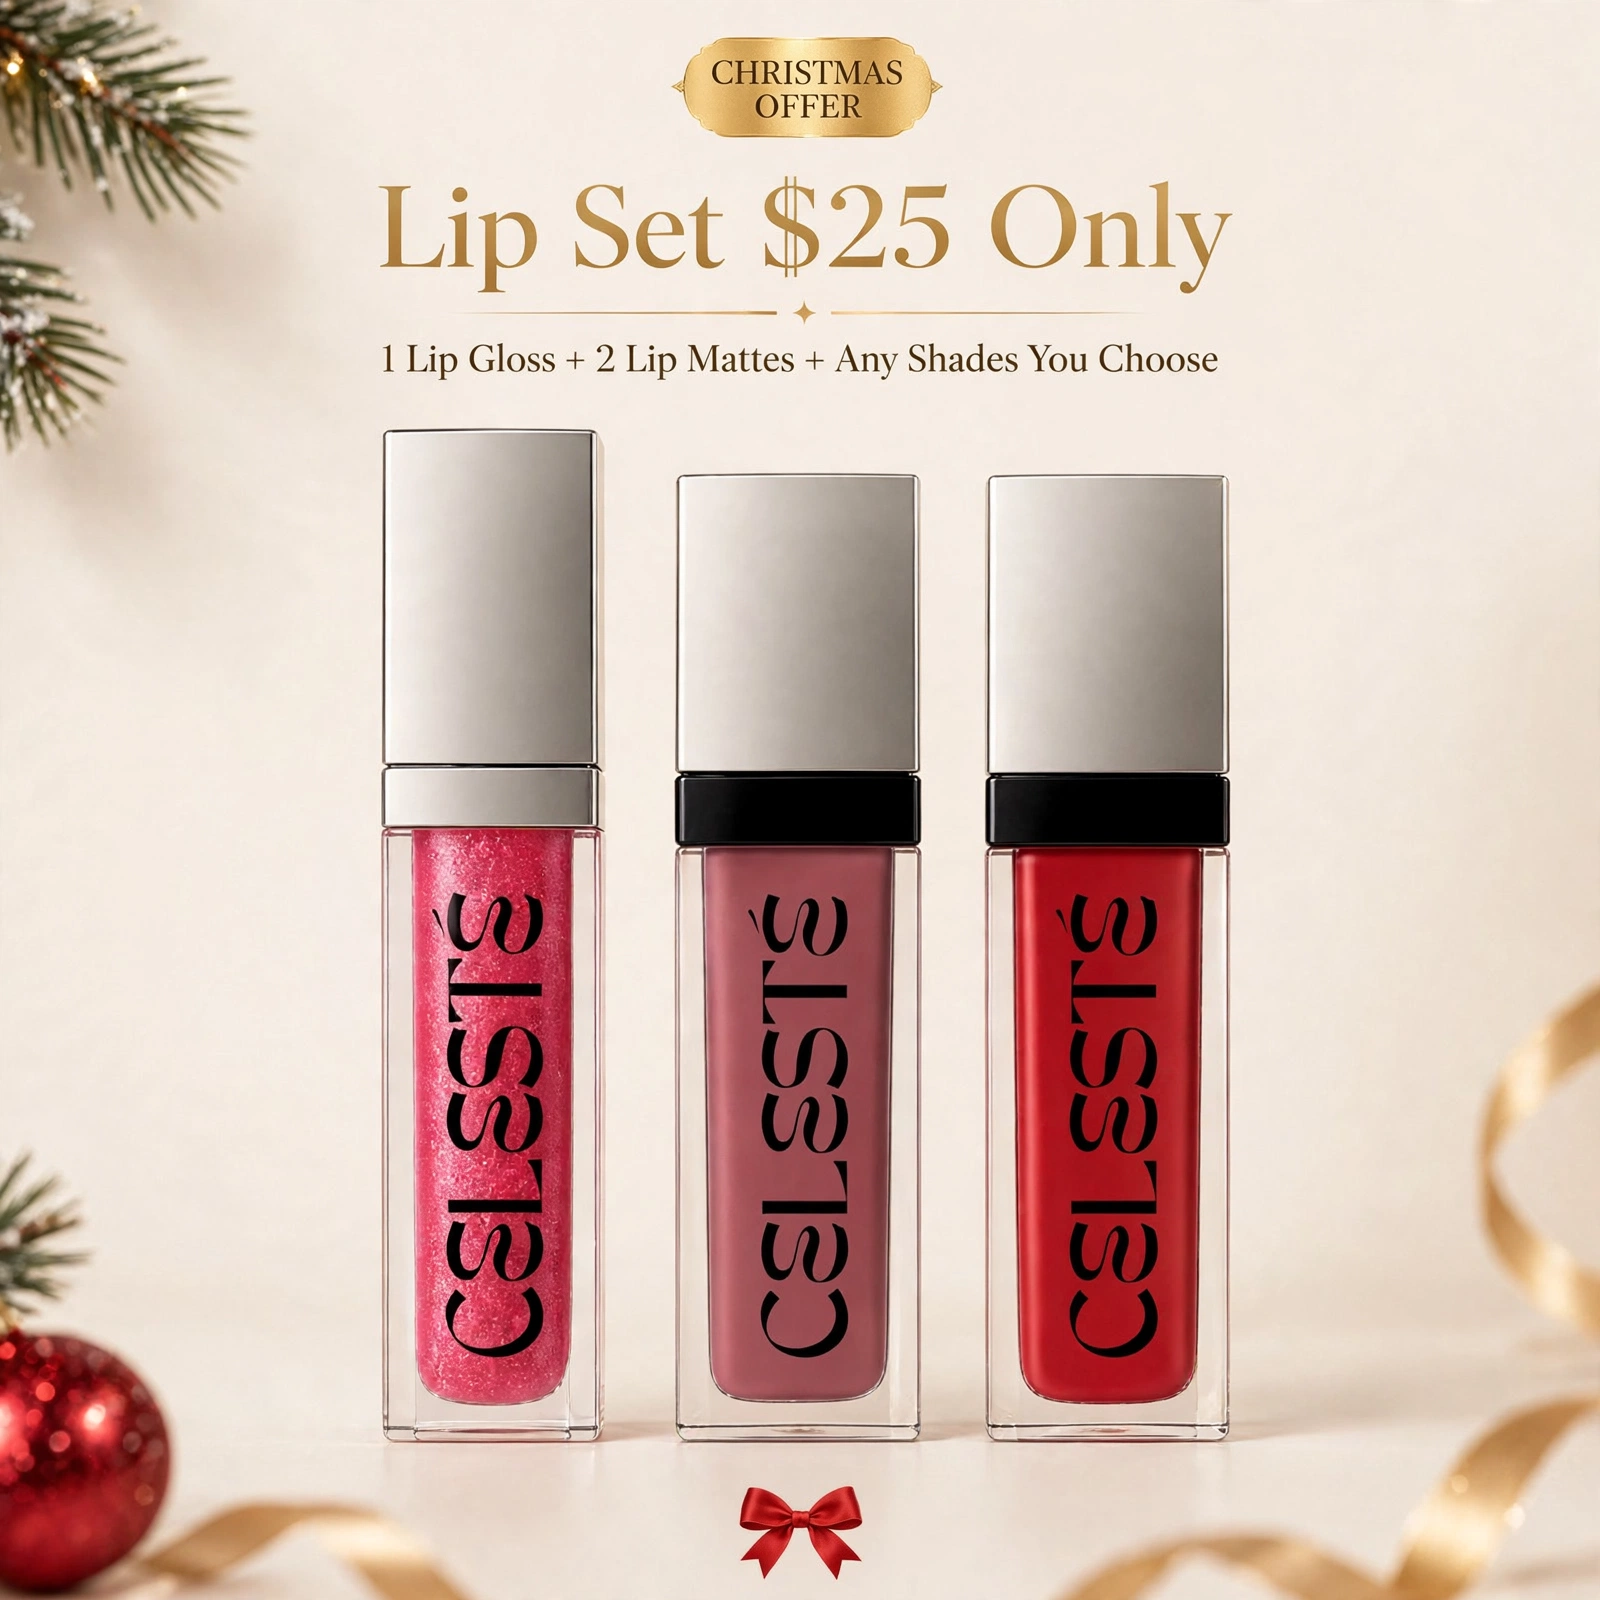 CHRISTMAS
OFFER
Lip Set $25 Only
1 Lip Gloss + 2 Lip Mattes + Any Shades You Choose
CELESTÉ
CELESTÉ
CELESTÉ